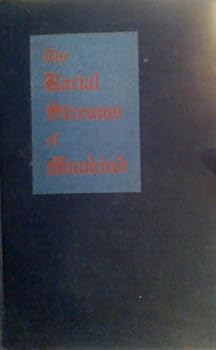 The
Racial
Streams
of
Mankind